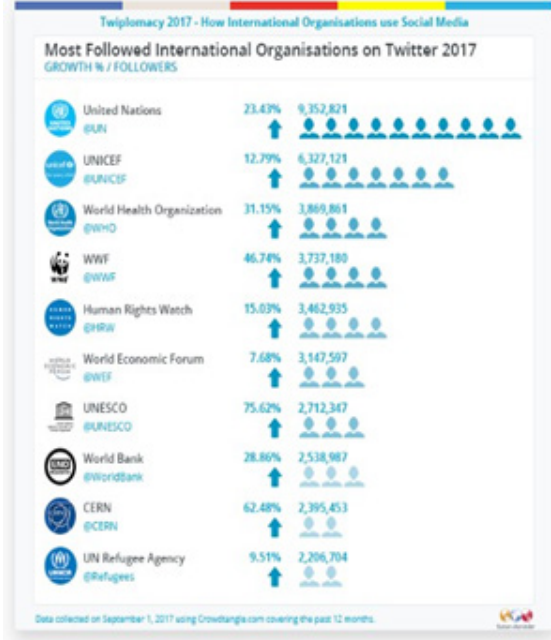 Twiplomacy 2017 - How International Organisations use Social Media
Most Followed International Organisations on Twitter 2017
GROWTH % / FOLLOWERS
United Nations 23.43% 9,352,821
@UN
UNICEF 12.79% 6,327,121
@UNICEF
World Health Organization 31.15% 3,869,861
@WHO
WWF 46.74% 3,737,180
@WWF
Human Rights Watch 15.03% 3,462,935
@HRW
World Economic Forum 7.68% 3,147,597
@WEF
UNESCO 75.62% 2,712,347
@UNESCO
World Bank 28.86% 2,538,987
@WorldBank
CERN 62.48% 2,395,453
@CERN
UN Refugee Agency 9.51% 2,206,704
@Refugees
Data collected on September 1, 2017 using Crowdtangle.com covering the past 12 months.